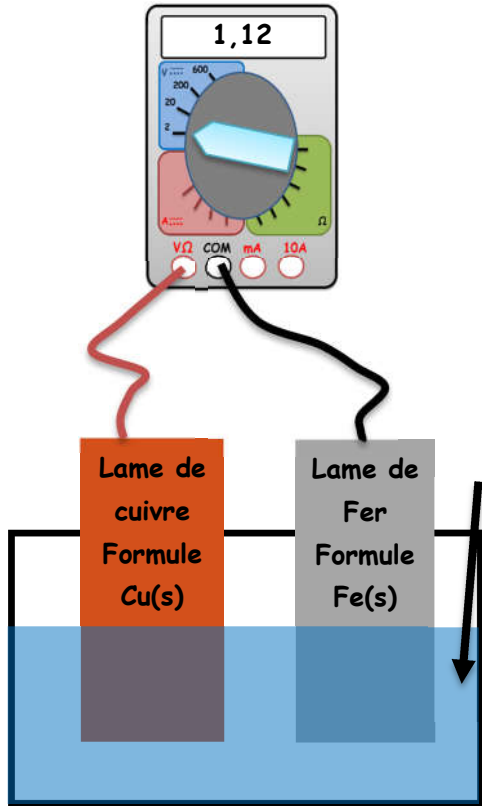 1,12
V
600
200
20
2
A
Ω
VΩ COM mA 10A
Lame de
cuivre
Formule
Cu(s)
Lame de
Fer
Formule
Fe(s)